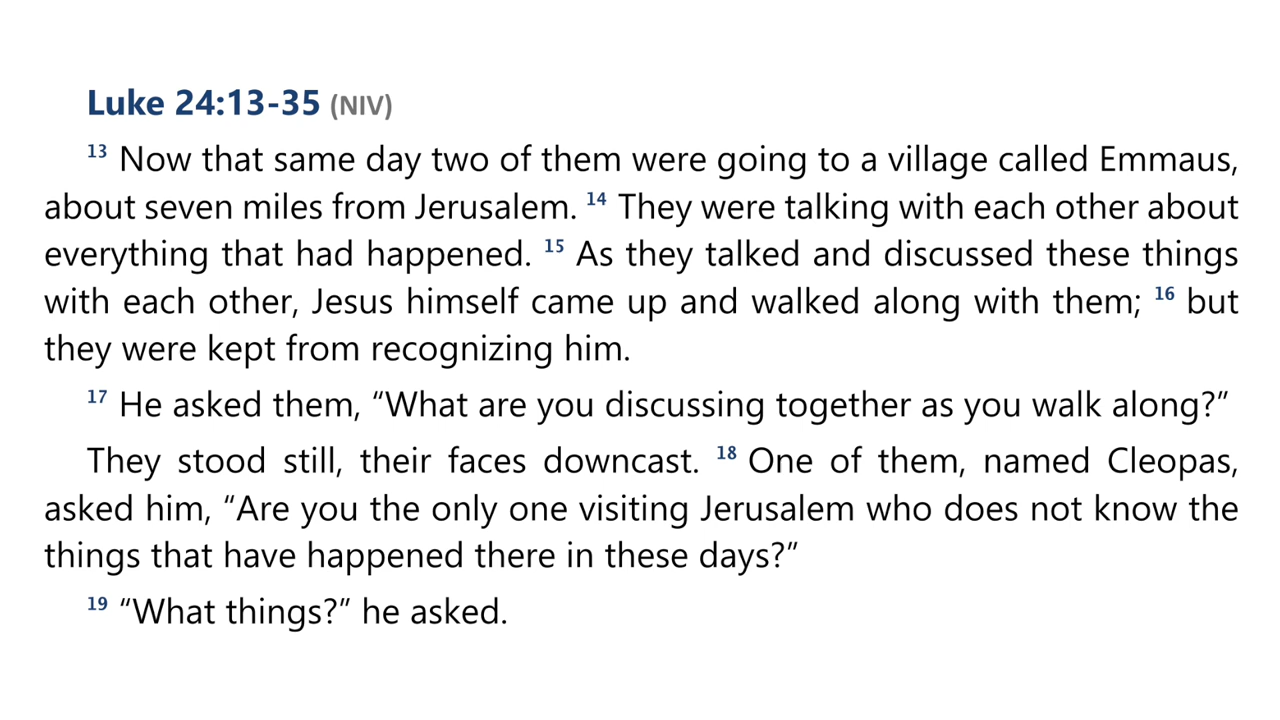 Luke 24:13-35 (NIV)
13 Now that same day two of them were going to a village called Emmaus,
about seven miles from Jerusalem. 14 They were talking with each other about
everything that had happened. 15 As they talked and discussed these things
with each other, Jesus himself came up and walked along with them; 16 but
they were kept from recognizing him.
17 He asked them, “What are you discussing together as you walk along?”
They stood still, their faces downcast. 18 One of them, named Cleopas,
asked him, “Are you the only one visiting Jerusalem who does not know the
things that have happened there in these days?”
19 “What things?” he asked.